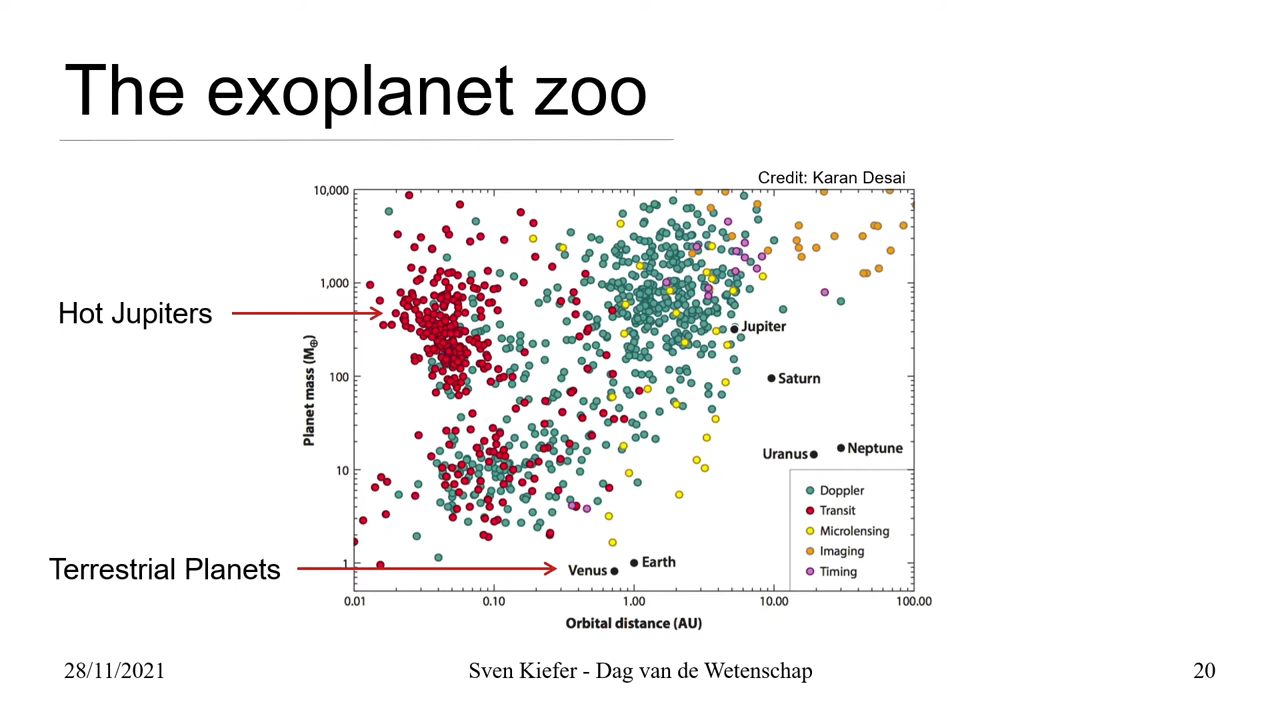 The exoplanet zoo
Credit: Karan Desai
10,000
1,000
100
10
1
Planet mass (M⊕)
Hot Jupiters
Terrestrial Planets
Jupiter
Saturn
Uranus
Neptune
Venus
Earth
Doppler
Transit
Microlensing
Imaging
Timing
0.01 0.10 1.00 10.00 100.00
Orbital distance (AU)
28/11/2021 Sven Kiefer - Dag van de Wetenschap 20